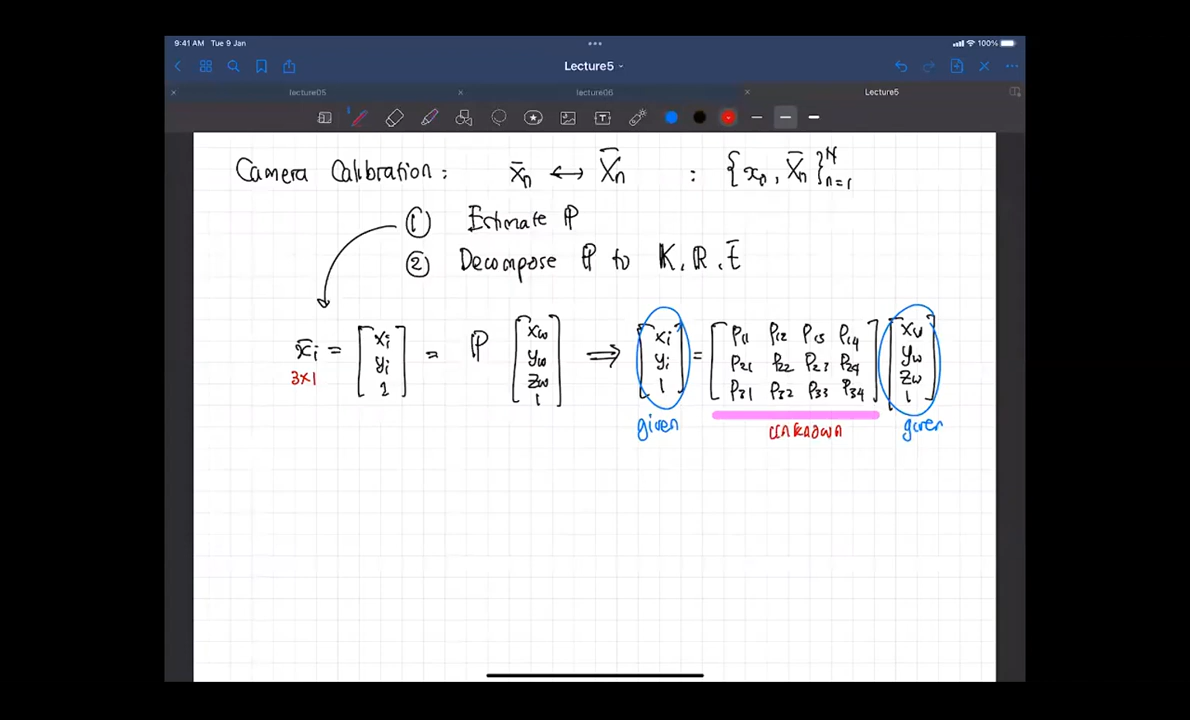 9:41 AM Tue 9 Jan 100%
Lecture5
lecture05 lecture06 Lecture5
Camera Calibration: x̄n ↔ X̄n : {xn, X̄n}ᴺn=1
① Estimate ℙ
② Decompose ℙ to 𝕂, ℝ, t̄
x̄i = [xi yi 1] = ℙ [xw yw zw 1] ⇒ [xi yi 1] = [P11 P12 P13 P14 P21 P22 P23 P24 P31 P32 P33 P34] [xw yw zw 1]
3x1
given unknown given